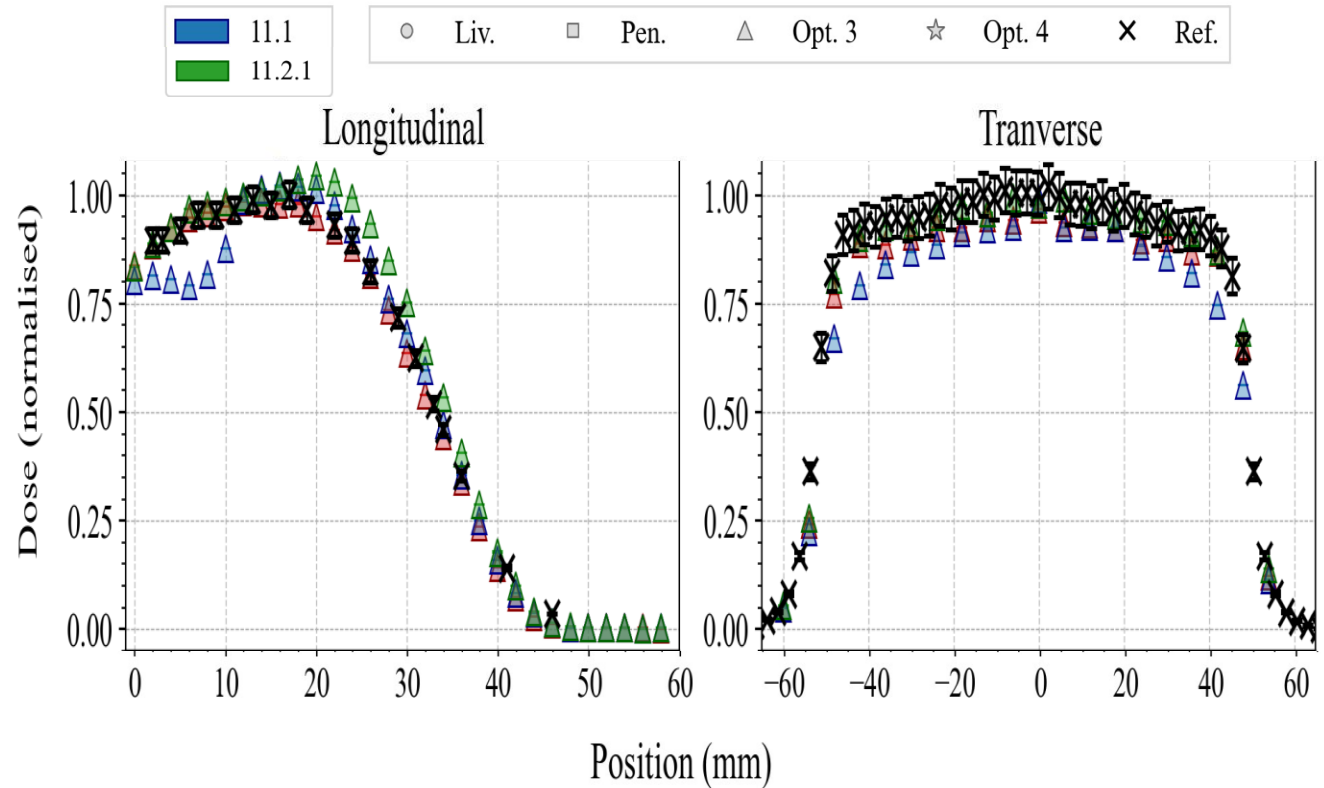 11.1
11.2.1
Liv. Pen. Opt. 3 Opt. 4 Ref.
Longitudinal
Tranverse
Dose (normalised)
1.00
0.75
0.50
0.25
0.00
0 10 20 30 40 50 60
1.00
0.75
0.50
0.25
0.00
−60 −40 −20 0 20 40 60
Position (mm)